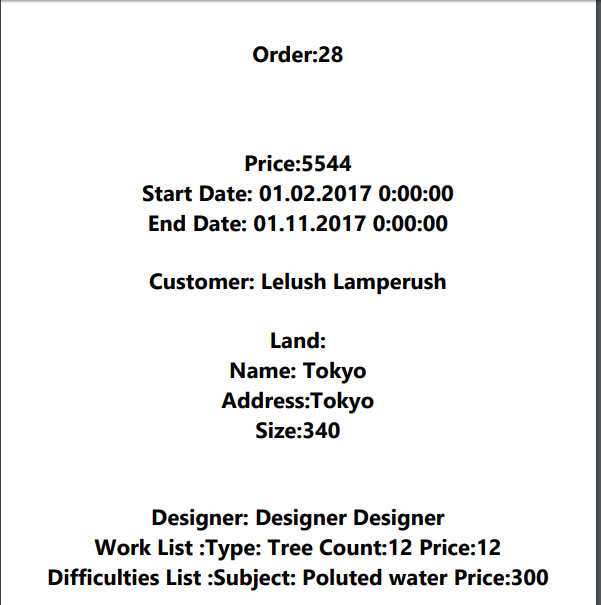 Order:28
Price:5544
Start Date: 01.02.2017 0:00:00
End Date: 01.11.2017 0:00:00
Customer: Lelush Lamperush
Land:
Name: Tokyo
Address:Tokyo
Size:340
Designer: Designer Designer
Work List :Type: Tree Count:12 Price:12
Difficulties List :Subject: Poluted water Price:300